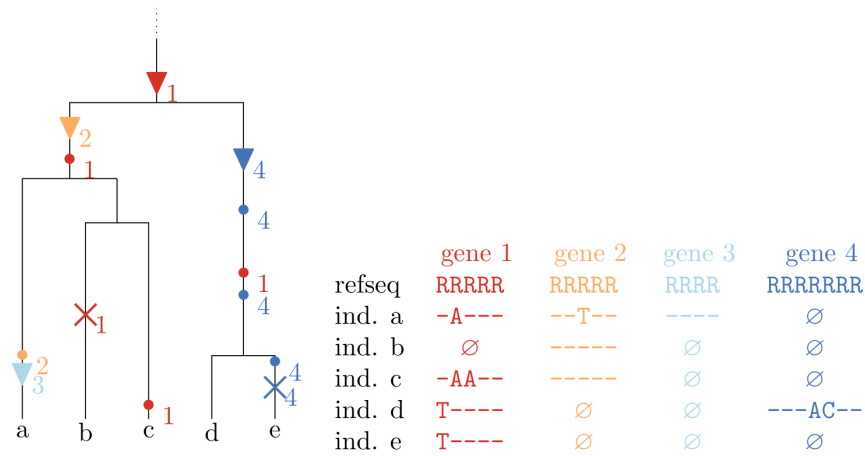 1
2
1
4
4
1
4
1
2
3
4
4
1
a b c d e
gene 1 gene 2 gene 3 gene 4
refseq RRRRR RRRRR RRRR RRRRRRR
ind. a -A--- --T-- ---- ∅
ind. b ∅ ----- ∅ ∅
ind. c -AA-- ----- ∅ ∅
ind. d T---- ∅ ∅ ---AC--
ind. e T---- ∅ ∅ ∅